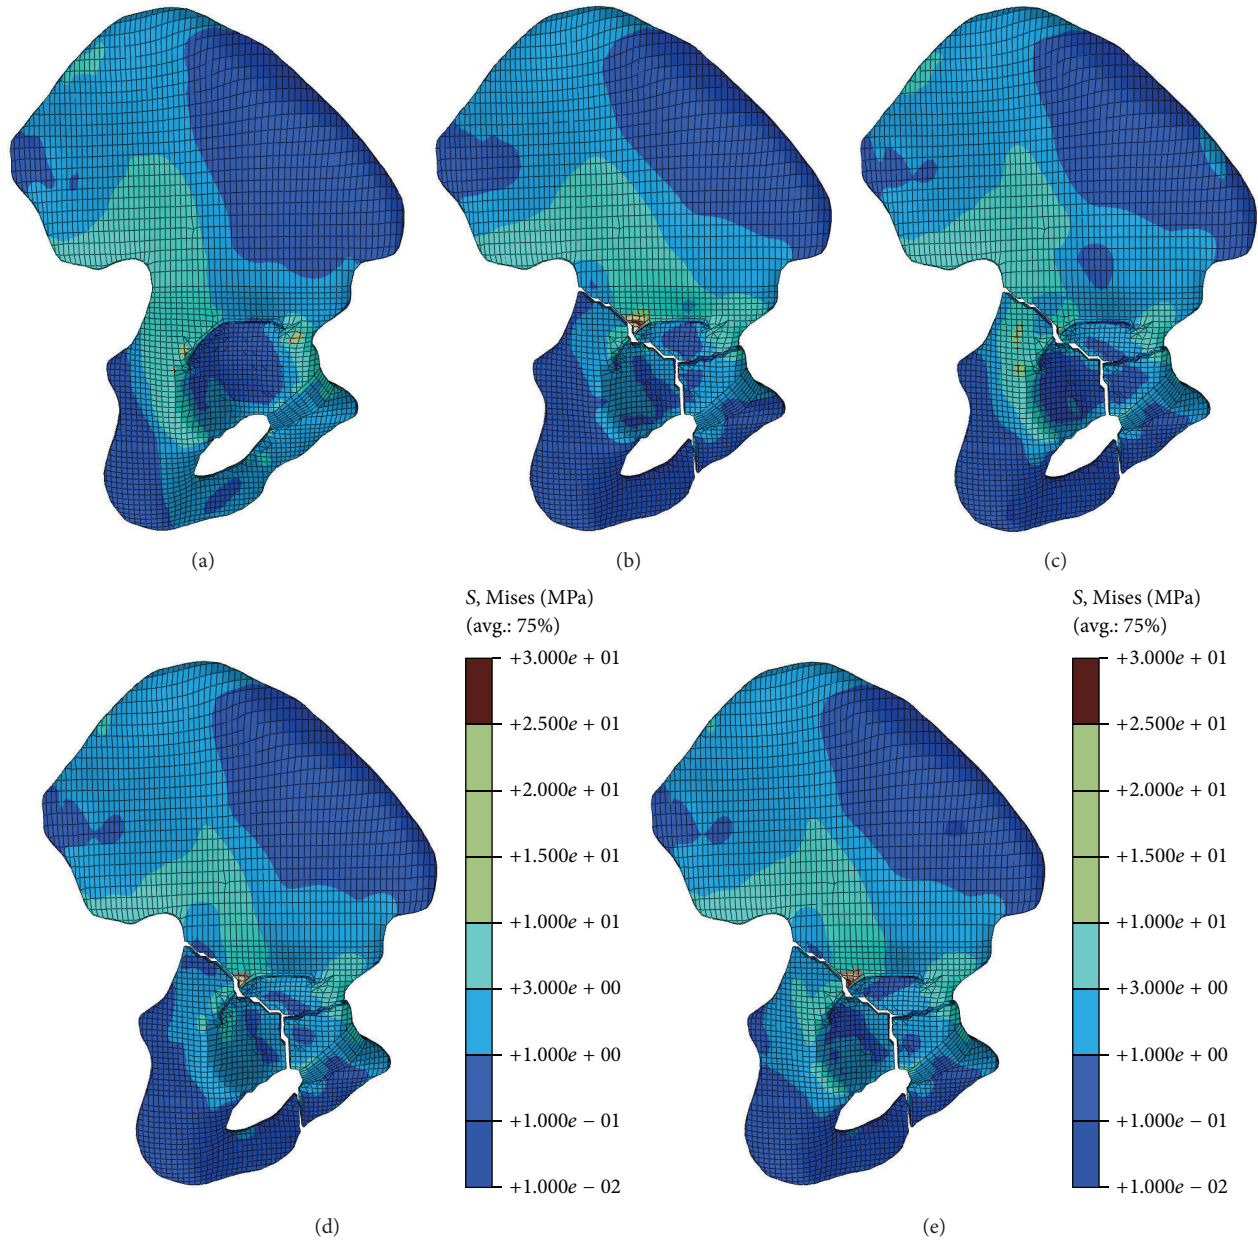 (a)
(b)
(c)
S, Mises (MPa)
(avg.: 75%)
+3.000e + 01
+2.500e + 01
+2.000e + 01
+1.500e + 01
+1.000e + 01
+3.000e + 00
+1.000e + 00
+1.000e − 01
+1.000e − 02
(d)
S, Mises (MPa)
(avg.: 75%)
+3.000e + 01
+2.500e + 01
+2.000e + 01
+1.500e + 01
+1.000e + 01
+3.000e + 00
+1.000e + 00
+1.000e − 01
+1.000e − 02
(e)